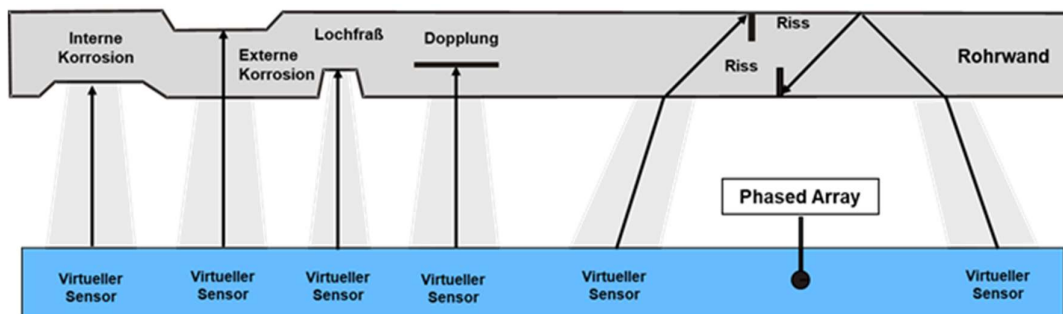 Interne
Korrosion
Externe
Korrosion
Lochfraß
Dopplung
Riss
Riss
Rohrwand
Phased Array
Virtueller
Sensor
Virtueller
Sensor
Virtueller
Sensor
Virtueller
Sensor
Virtueller
Sensor
Virtueller
Sensor